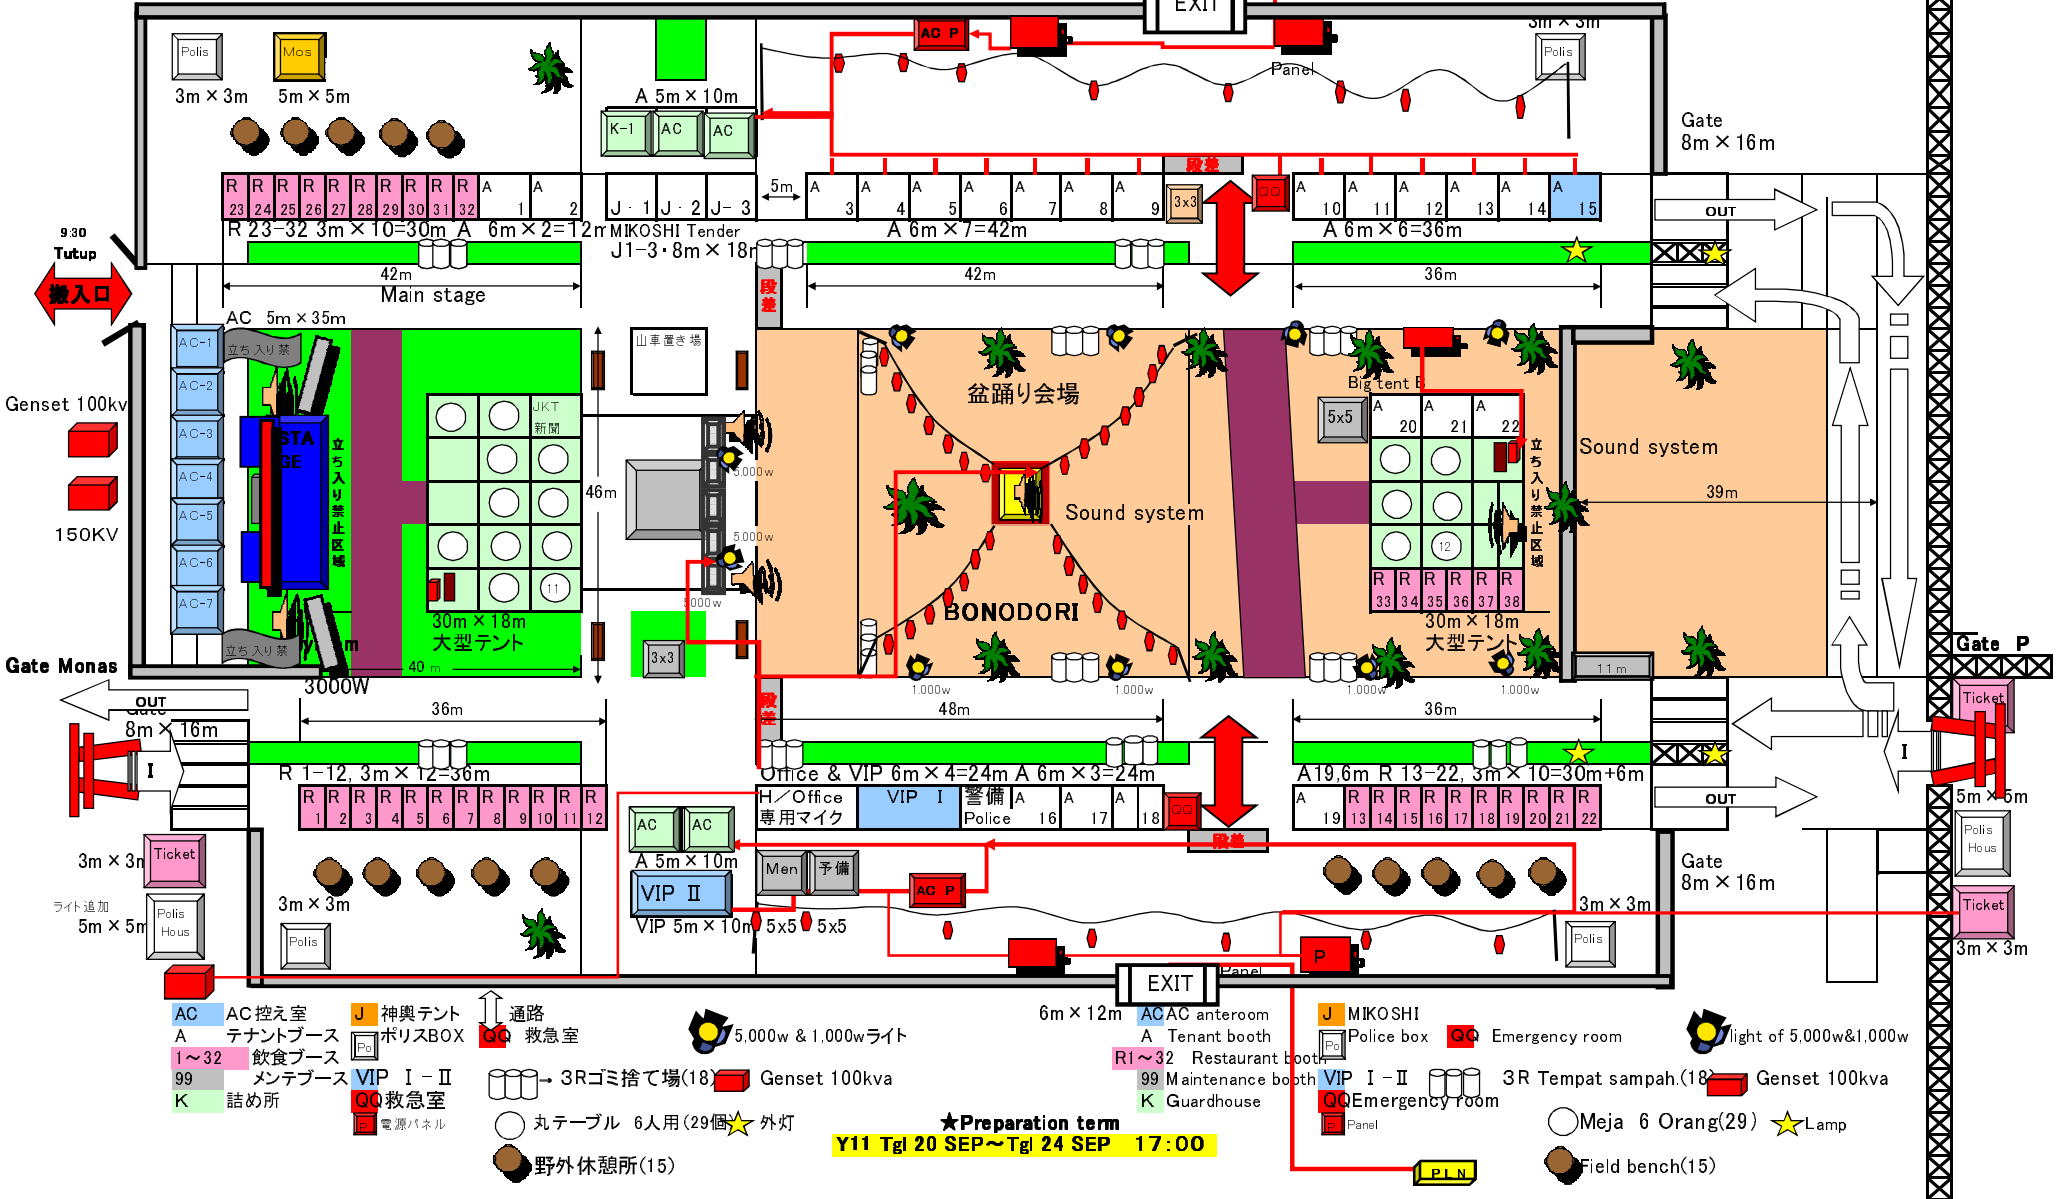 EXIT
Polis
Mos
AC P
3m×3m
Polis
3m×3m
5m×5m
A 5m×10m
Panel
Gate
8m×16m
K-1
AC
AC
段差
R 23
R 24
R 25
R 26
R 27
R 28
R 29
R 30
R 31
R 32
A 1
A 2
J・1
J・2
J-3
5m
A 3
A 4
A 5
A 6
A 7
A 8
A 9
3x3
QQ
A 10
A 11
A 12
A 13
A 14
A 15
OUT
R 23-32 3m×10=30m A 6m×2=12m
MIKOSHI Tender
J1-3・8m×18m
A 6m×7=42m
A 6m×6=36m
9:30
Tutup
搬入口
42m
Main stage
段差
42m
36m
AC 5m×35m
AC-1
AC-2
AC-3
AC-4
AC-5
AC-6
AC-7
立ち入り禁
山車置き場
盆踊り会場
Big tent B
Genset 100kv
150KV
STAGE
立ち入り禁止区域
JKT
新聞
46m
11
5.000w
5.000w
5000w
Sound system
5x5
A 20
A 21
A 22
12
立ち入り禁止区域
Sound system
39m
R 33
R 34
R 35
R 36
R 37
R 38
30m×18m
大型テント
BONODORI
30m×18m
大型テント
3x3
立ち入り禁
40 m
3000W
Gate Monas
OUT
Gate
8m×16m
1.000w
1.000w
1.000w
1.000w
11m
Gate P
Ticket
36m
段差
48m
36m
I
I
R 1-12, 3m×12=36m
Office & VIP 6m×4=24m A 6m×3=24m
A19,6m R 13-22, 3m×10=30m+6m
R 1
R 2
R 3
R 4
R 5
R 6
R 7
R 8
R 9
R 10
R 11
R 12
H/Office
専用マイク
VIP I
警備
Police
A 16
A 17
A 18
QQ
A 19
R 13
R 14
R 15
R 16
R 17
R 18
R 19
R 20
R 21
R 22
OUT
5m×5m
Polis
Hous
3m×3m
Ticket
AC
AC
A 5m×10m
段差
Gate
8m×16m
Men
予備
AC P
VIP Ⅱ
VIP 5m×10m
5x5
5x5
3m×3m
Polis
ライト追加
5m×5m
Polis
Hous
3m×3m
Polis
Ticket
3m×3m
P
Panel
EXIT
6m×12m
AC AC控え室
A テナントブース
1~32 飲食ブース
99 メンテブース
K 詰め所
J 神輿テント
Po ポリスBOX
VIP Ⅰ-Ⅱ
QQ救急室
P 電源パネル
通路
QQ 救急室
→ 3Rゴミ捨て場(18)
丸テーブル 6人用(29個)
野外休憩所(15)
5,000w & 1,000wライト
Genset 100kva
外灯
★Preparation term
Y11 Tgl 20 SEP～Tgl 24 SEP 17:00
AC AC anteroom
A Tenant booth
R1~32 Restaurant booth
99 Maintenance booth
K Guardhouse
J MIKOSHI
Po Police box
VIP Ⅰ-Ⅱ
QQEmergency room
P Panel
QQ Emergency room
3R Tempat sampah.(18)
Meja 6 Orang(29)
Field bench(15)
light of 5,000w&1,000w
Genset 100kva
Lamp
PLN